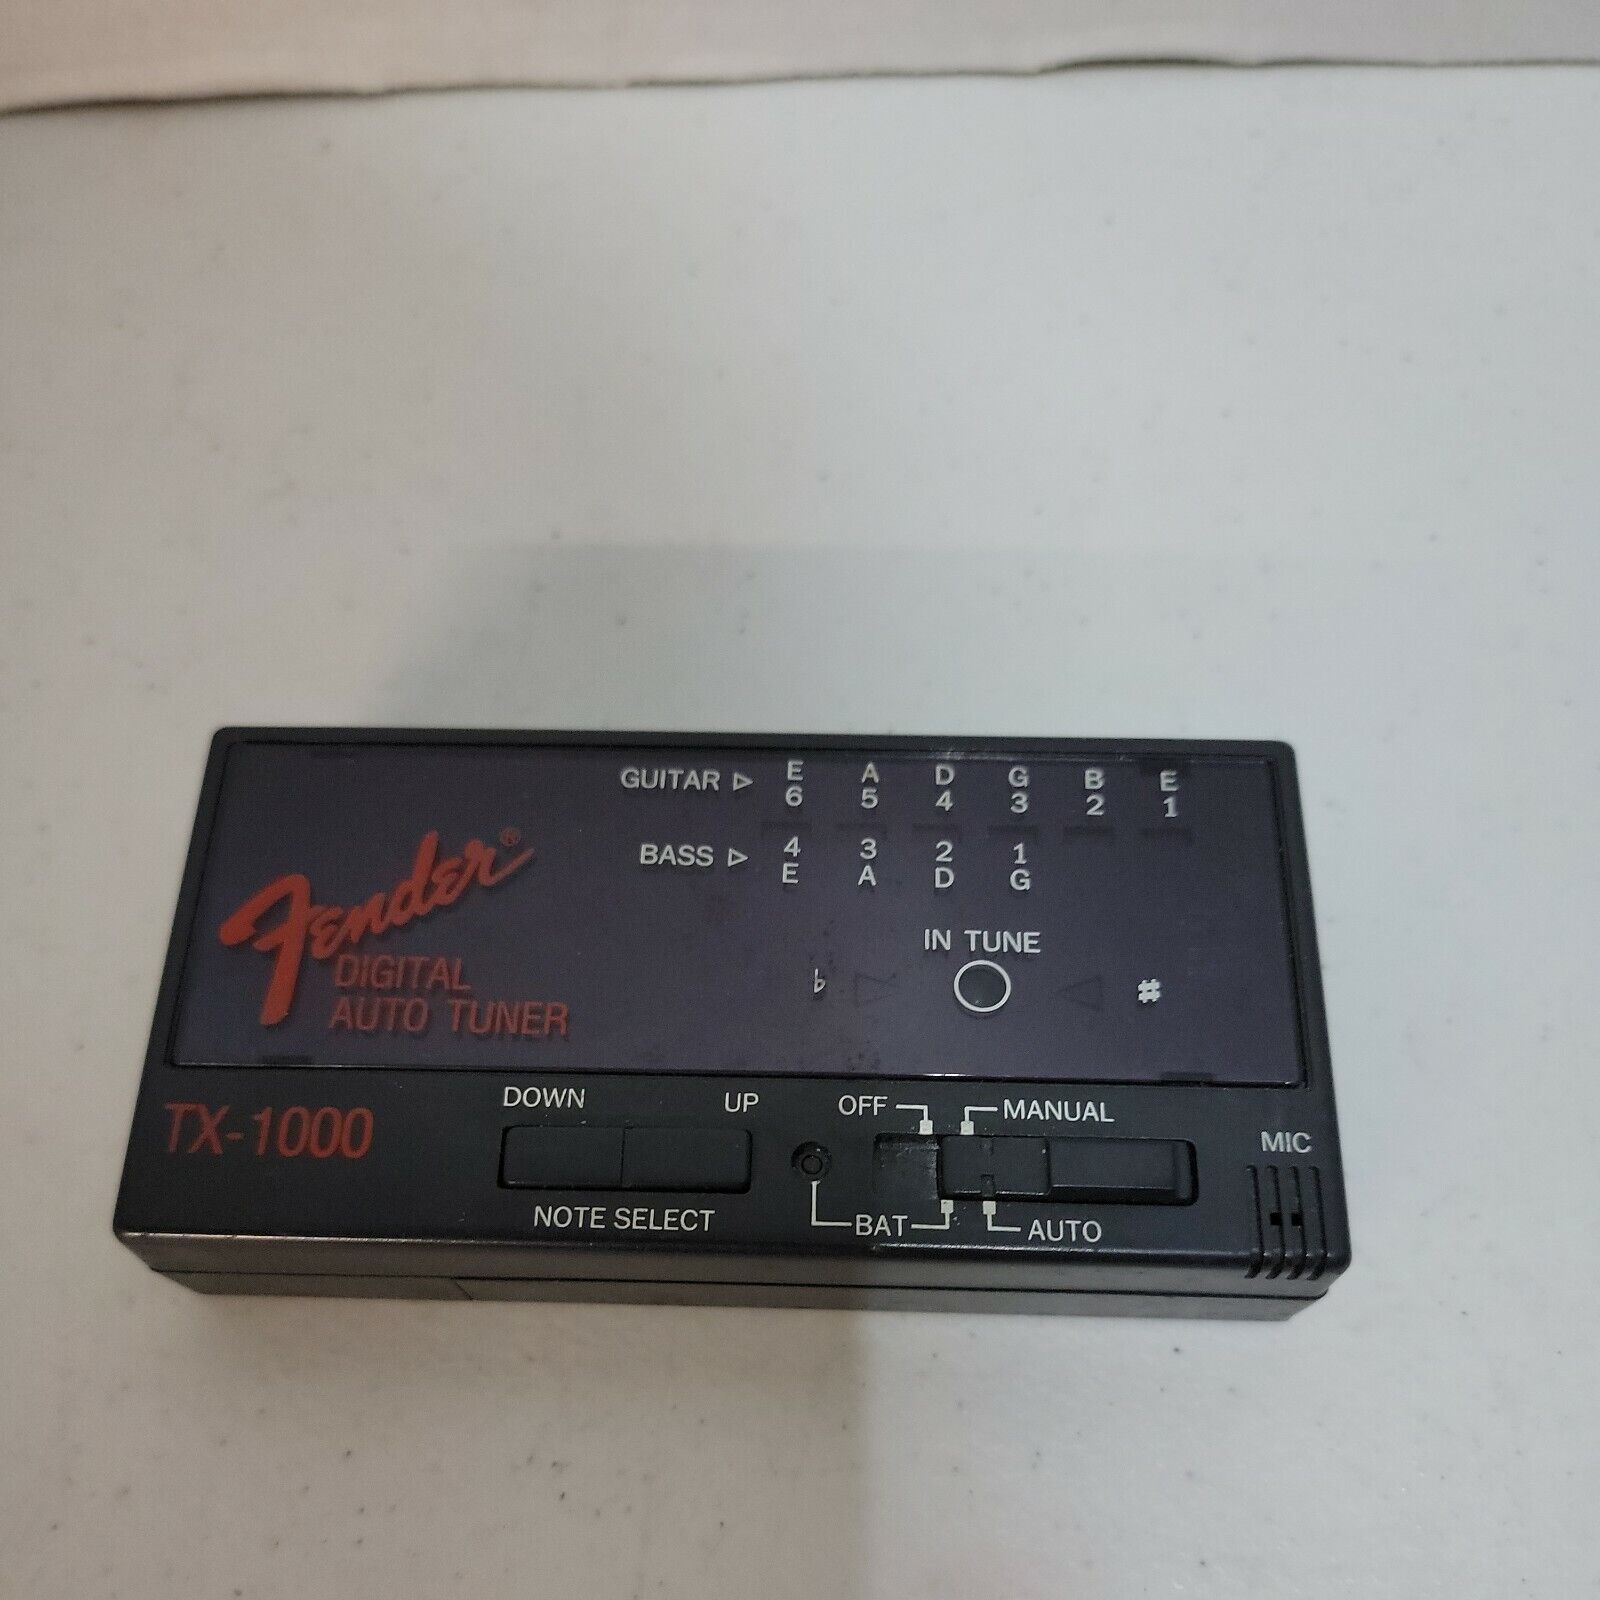 GUITAR ▷ E A D G B E
6 5 4 3 2 1
BASS ▷ 4 3 2 1
E A D G
Fender®
DIGITAL
AUTO TUNER
IN TUNE
♭ #
TX-1000
DOWN UP
NOTE SELECT
OFF MANUAL
BAT AUTO
MIC